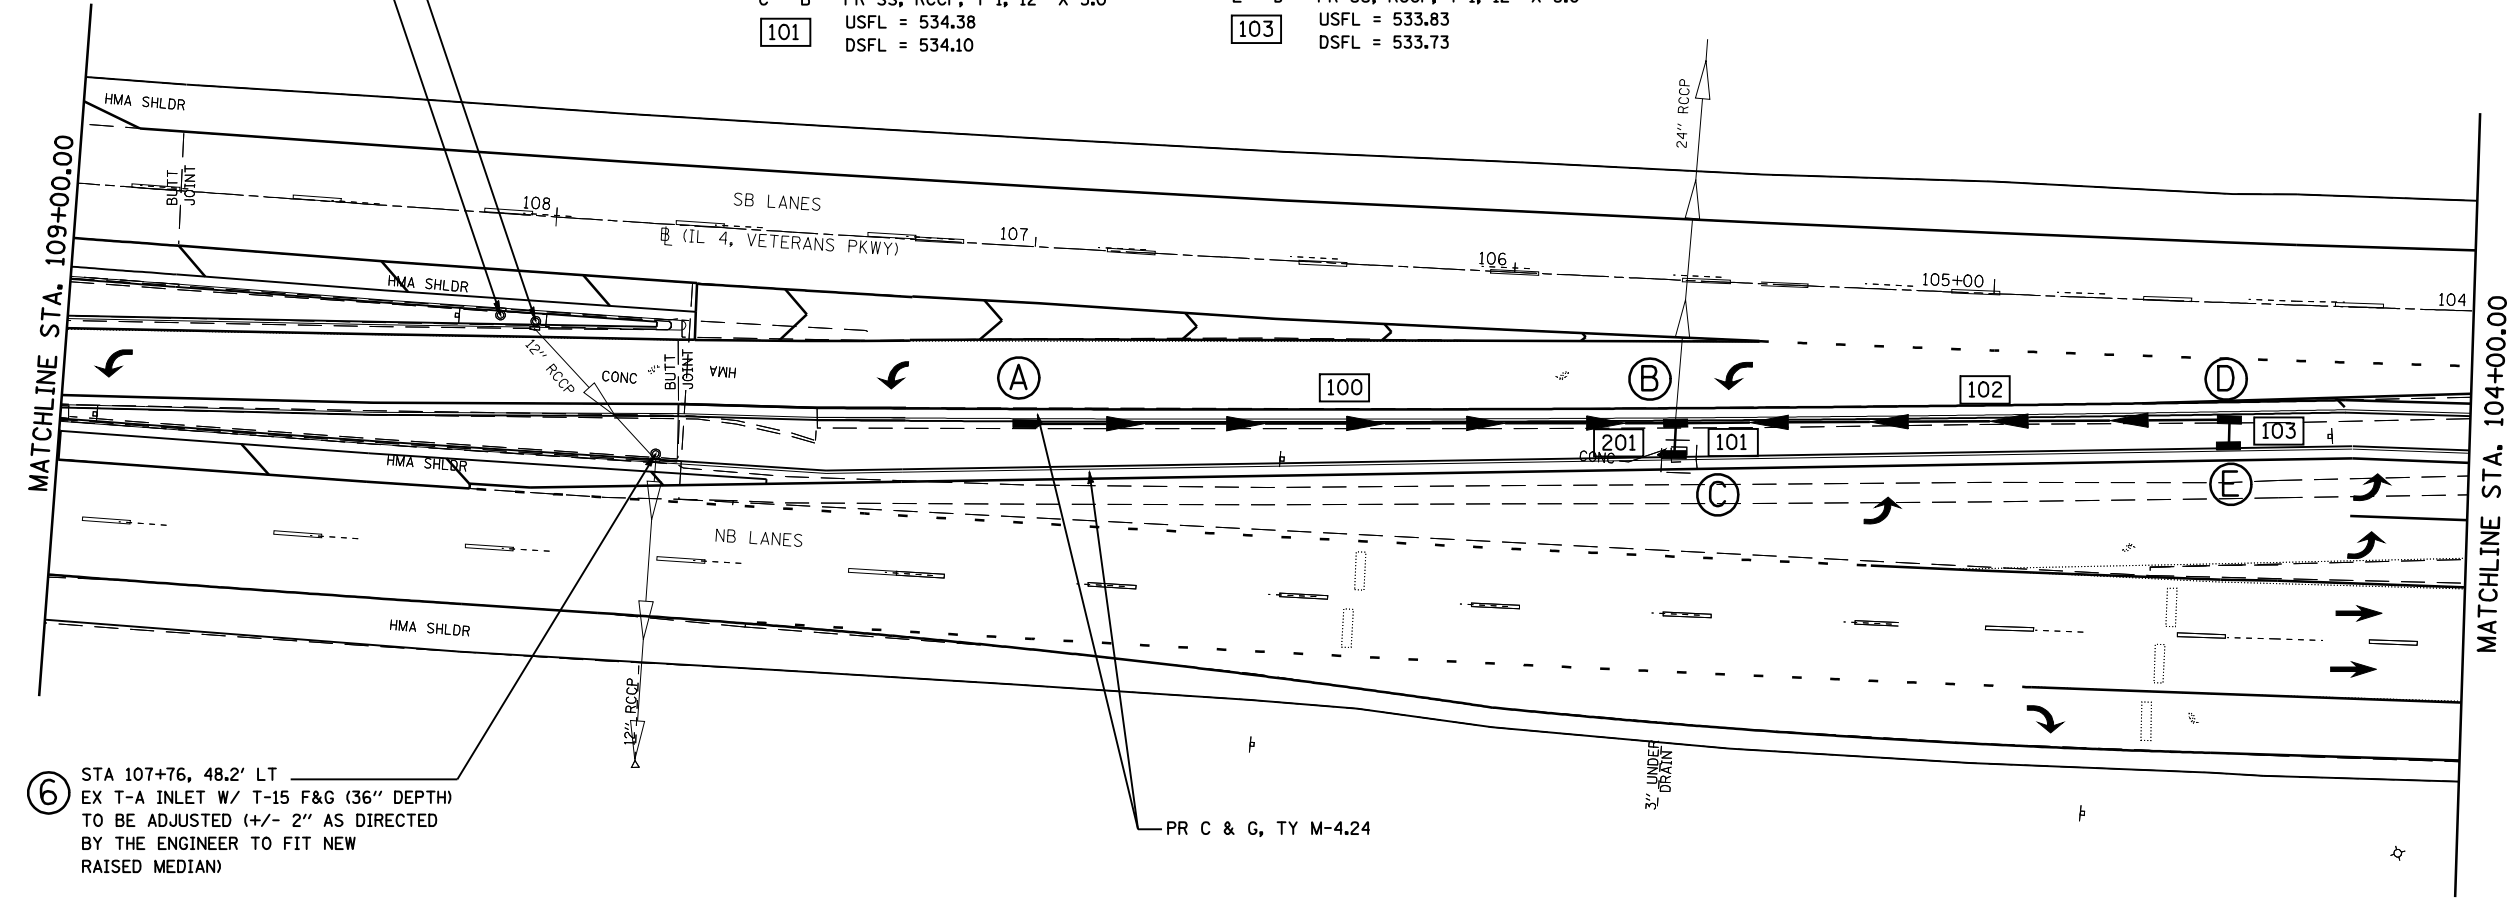 101
USFL = 534.38
DSFL = 534.10
103
USFL = 533.83
DSFL = 533.73
MATCHLINE STA. 109+00.00
HMA SHLDR
BUTT
JOINT
SB LANES
108
℄ (IL 4, VETERANS PKWY)
107
106
105+00
104
24" RCCP
HMA SHLDR
12" RCCP
CONC
BUTT
JOINT
HMA
A
100
B
102
D
201
101
103
CONC
C
E
HMA SHLDR
NB LANES
HMA SHLDR
12" RCCP
3" UNDER
DRAIN
MATCHLINE STA. 104+00.00
6
STA 107+76, 48.2' LT
EX T-A INLET W/ T-15 F&G (36" DEPTH)
TO BE ADJUSTED (+/- 2" AS DIRECTED
BY THE ENGINEER TO FIT NEW
RAISED MEDIAN)
PR C & G, TY M-4.24